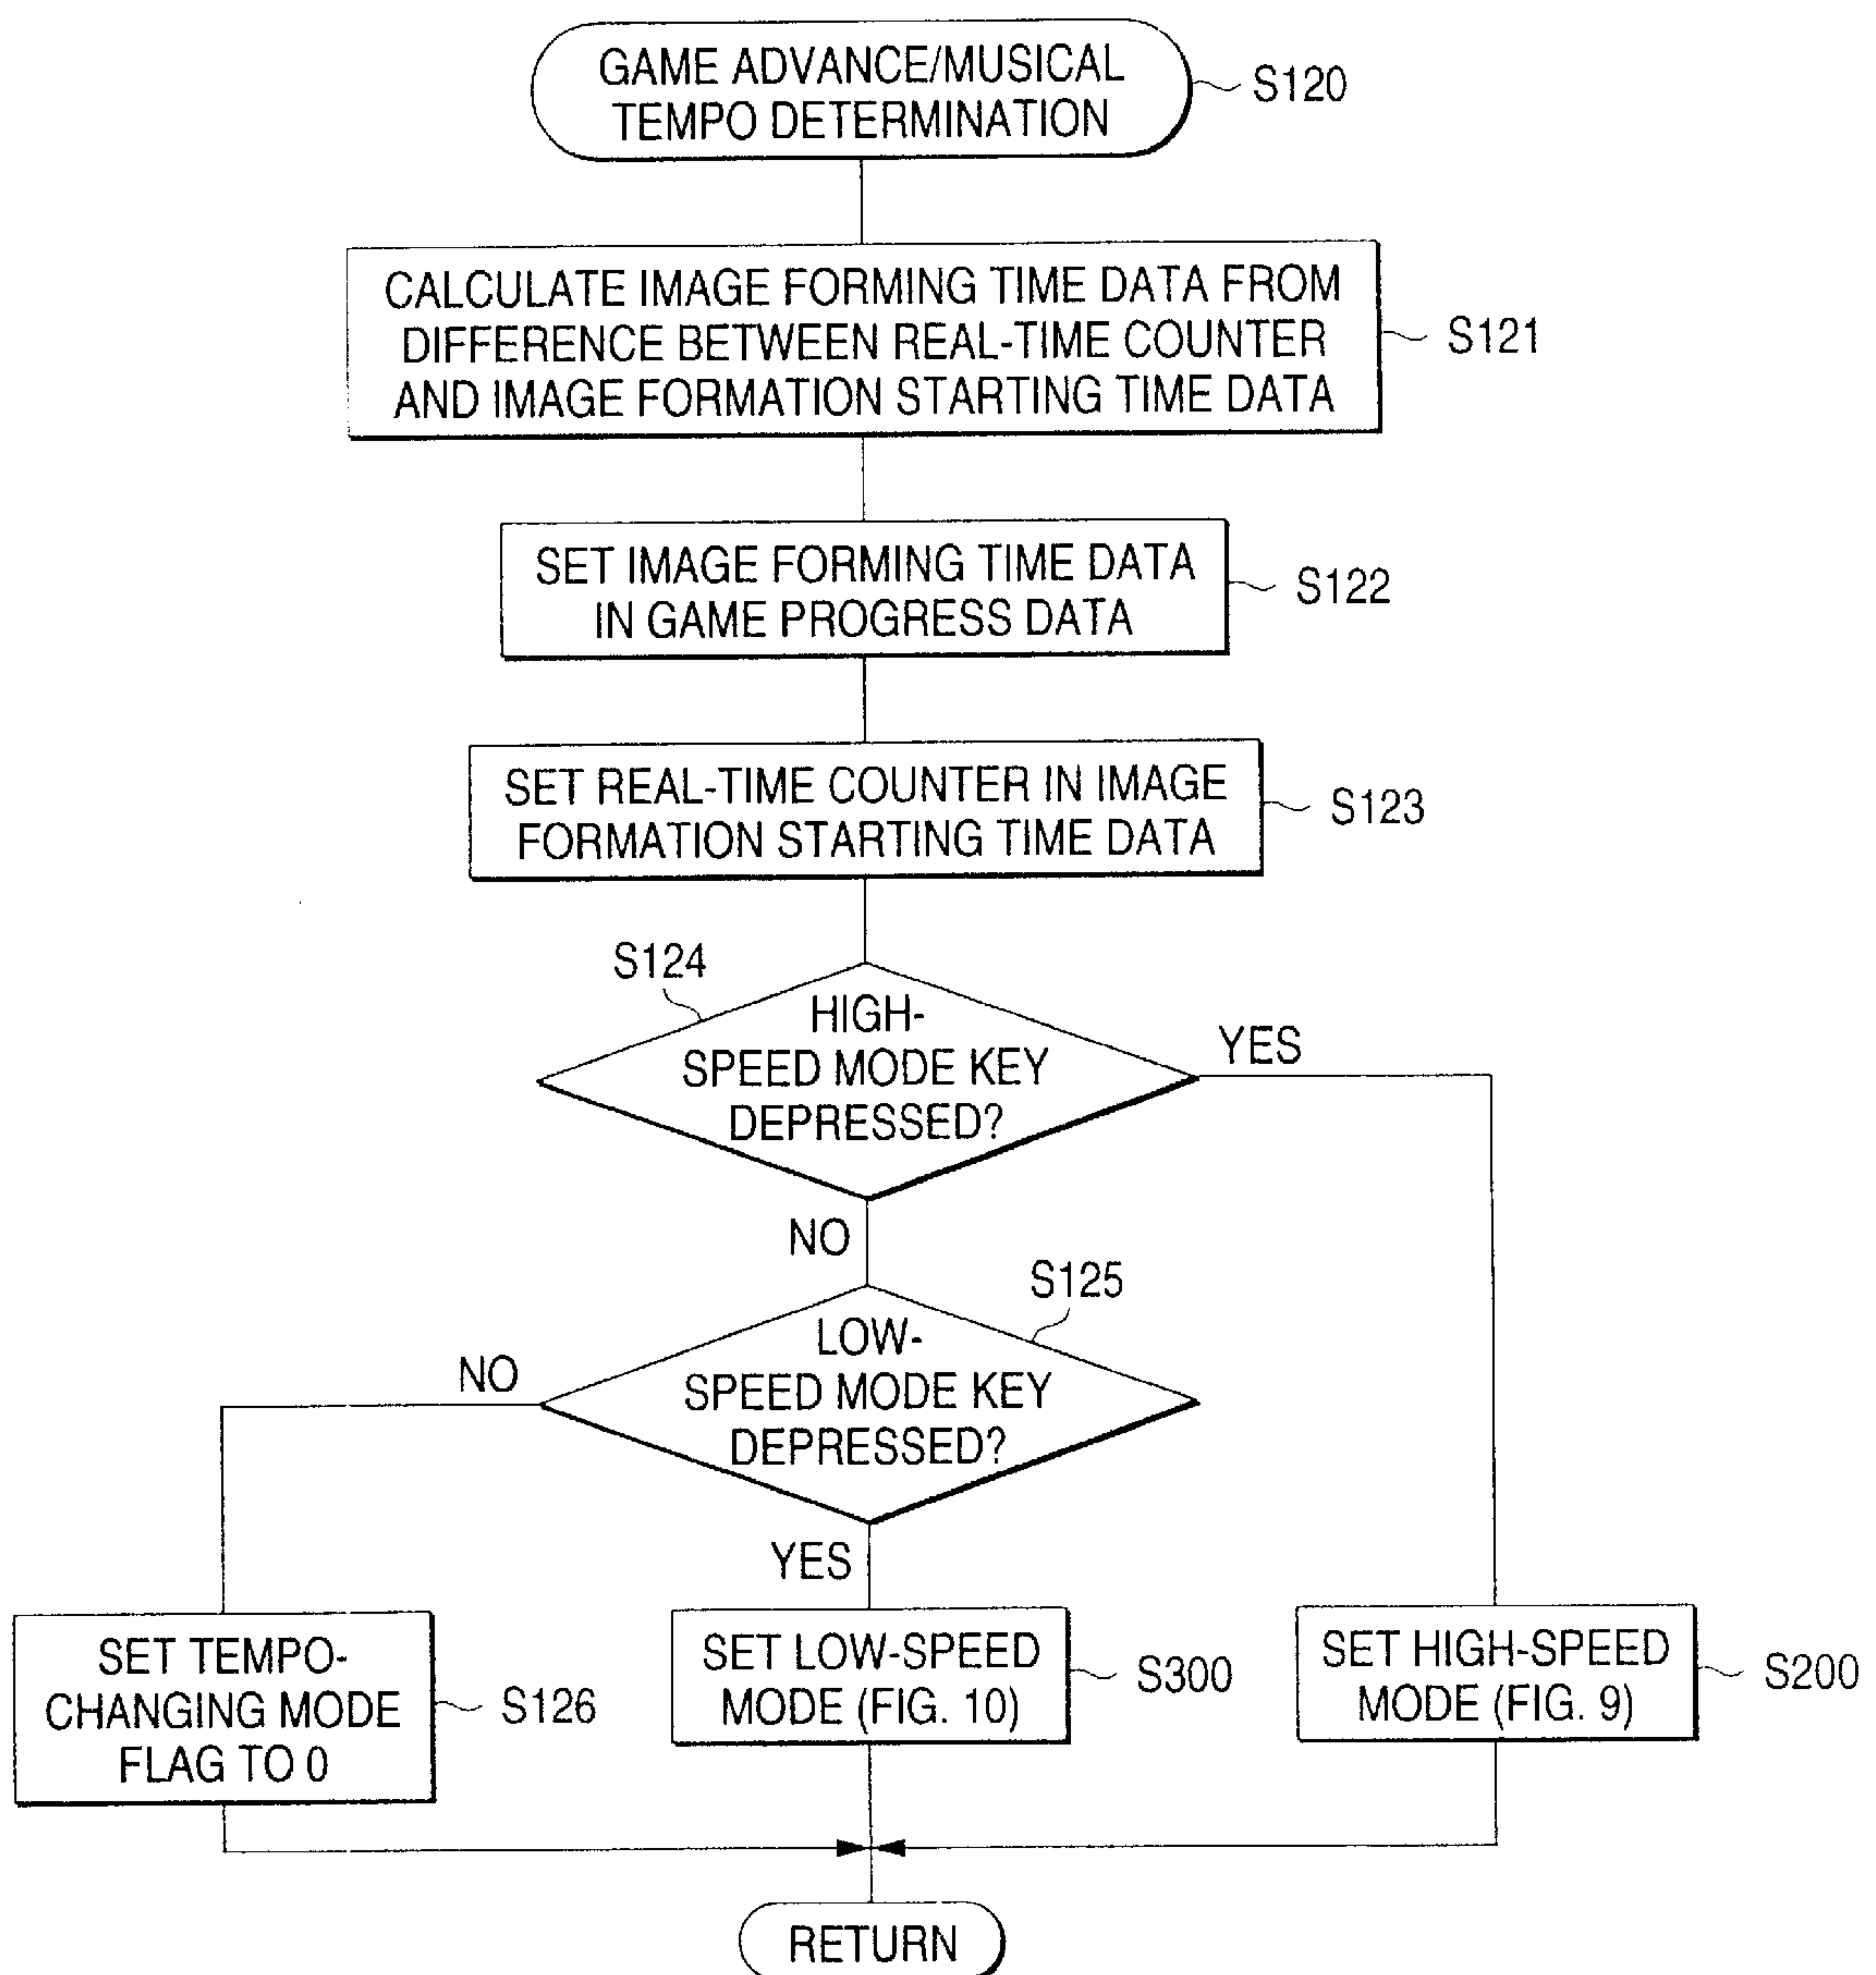 GAME ADVANCE/MUSICAL
TEMPO DETERMINATION
S120
CALCULATE IMAGE FORMING TIME DATA FROM
DIFFERENCE BETWEEN REAL-TIME COUNTER
AND IMAGE FORMATION STARTING TIME DATA
S121
SET IMAGE FORMING TIME DATA
IN GAME PROGRESS DATA
S122
SET REAL-TIME COUNTER IN IMAGE
FORMATION STARTING TIME DATA
S123
S124
HIGH-
SPEED MODE KEY
DEPRESSED?
YES
NO
S125
LOW-
SPEED MODE KEY
DEPRESSED?
NO
YES
SET TEMPO-
CHANGING MODE
FLAG TO 0
S126
SET LOW-SPEED
MODE (FIG. 10)
S300
SET HIGH-SPEED
MODE (FIG. 9)
S200
RETURN